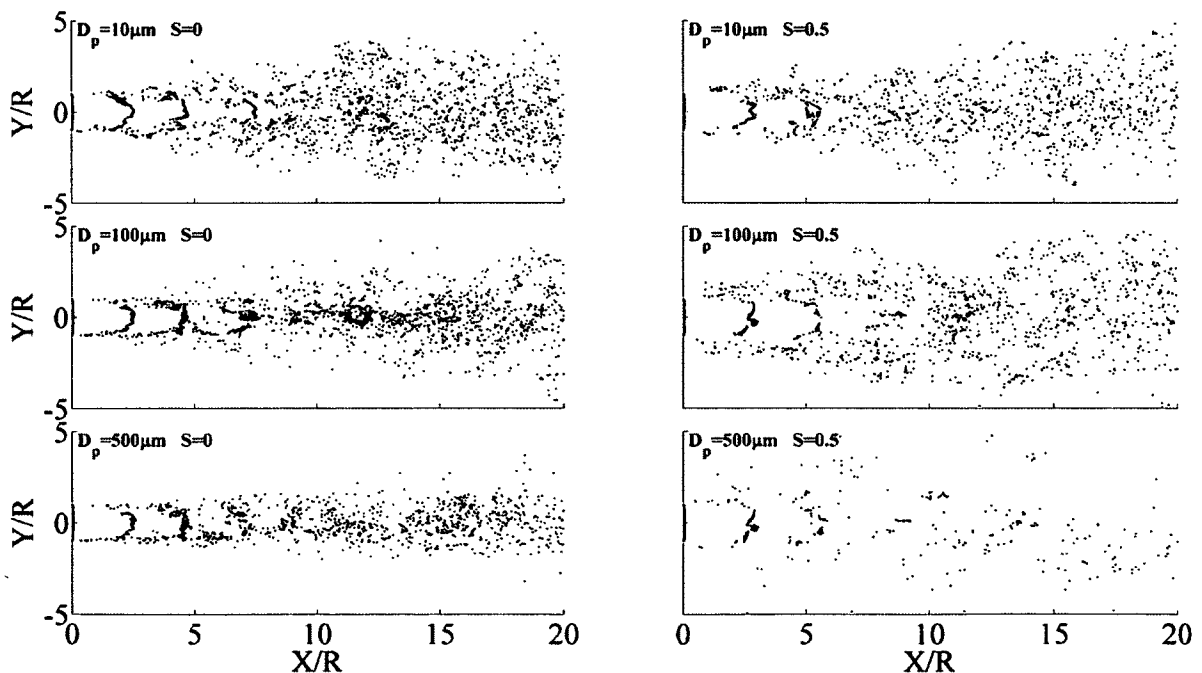 5
D_p=10μm S=0
Y/R
0
-5
D_p=10μm S=0.5
5
D_p=100μm S=0
Y/R
0
-5
D_p=100μm S=0.5
5
D_p=500μm S=0
Y/R
0
-5
D_p=500μm S=0.5
0 5 10 15 20
X/R
0 5 10 15 20
X/R